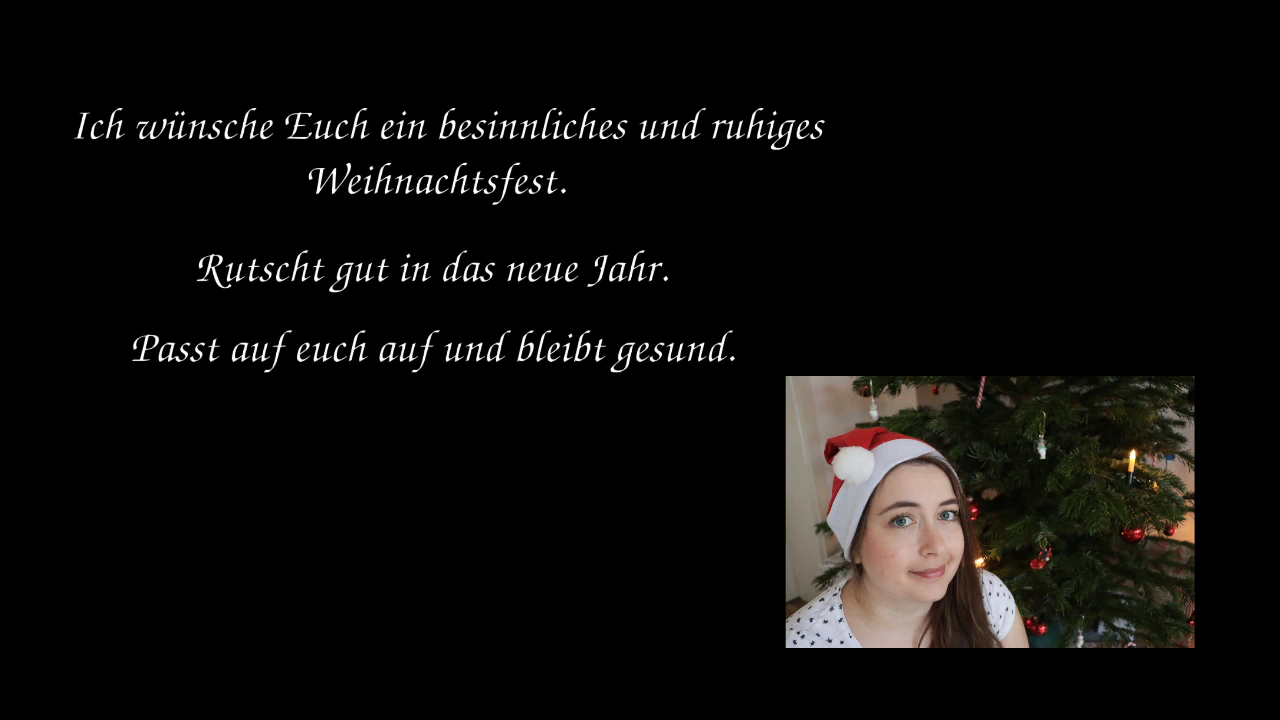 Ich wünsche Euch ein besinnliches und ruhiges
Weihnachtsfest.
Rutscht gut in das neue Jahr.
Passt auf euch auf und bleibt gesund.